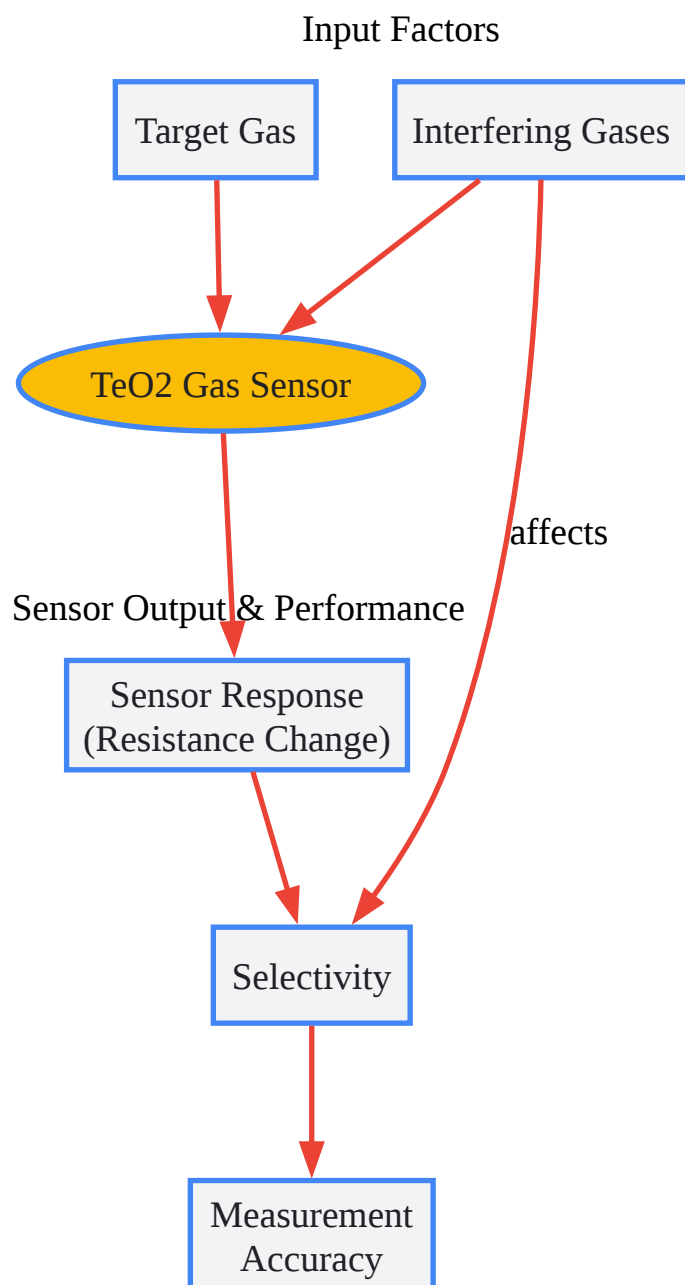 Input Factors
Target Gas
Interfering Gases
TeO2 Gas Sensor
affects
Sensor Output & Performance
Sensor Response
(Resistance Change)
Selectivity
Measurement
Accuracy